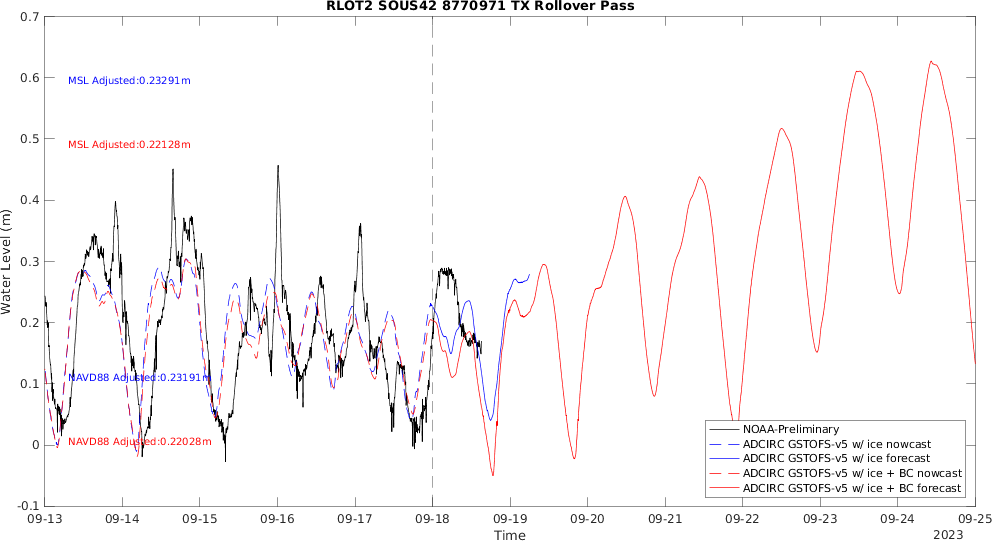 RLOT2 SOUS42 8770971 TX Rollover Pass
0.7
0.6
0.5
0.4
0.3
0.2
0.1
0
-0.1
Water Level (m)
MSL Adjusted:0.23291m
MSL Adjusted:0.22128m
NAVD88 Adjusted:0.23191m
NAVD88 Adjusted:0.22028m
NOAA-Preliminary
ADCIRC GSTOFS-v5 w/ ice nowcast
ADCIRC GSTOFS-v5 w/ ice forecast
ADCIRC GSTOFS-v5 w/ ice + BC nowcast
ADCIRC GSTOFS-v5 w/ ice + BC forecast
09-13 09-14 09-15 09-16 09-17 09-18 09-19 09-20 09-21 09-22 09-23 09-24 09-25
Time
2023